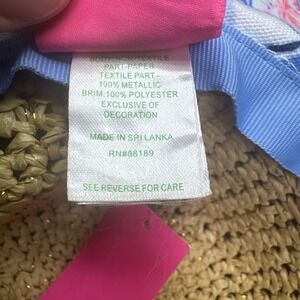 PART-PAPER
TEXTILE PART-
100% METALLIC
BRIM.100% POLYESTER
EXCLUSIVE OF
DECORATION
MADE IN SRI LANKA
RN#88189
SEE REVERSE FOR CARE